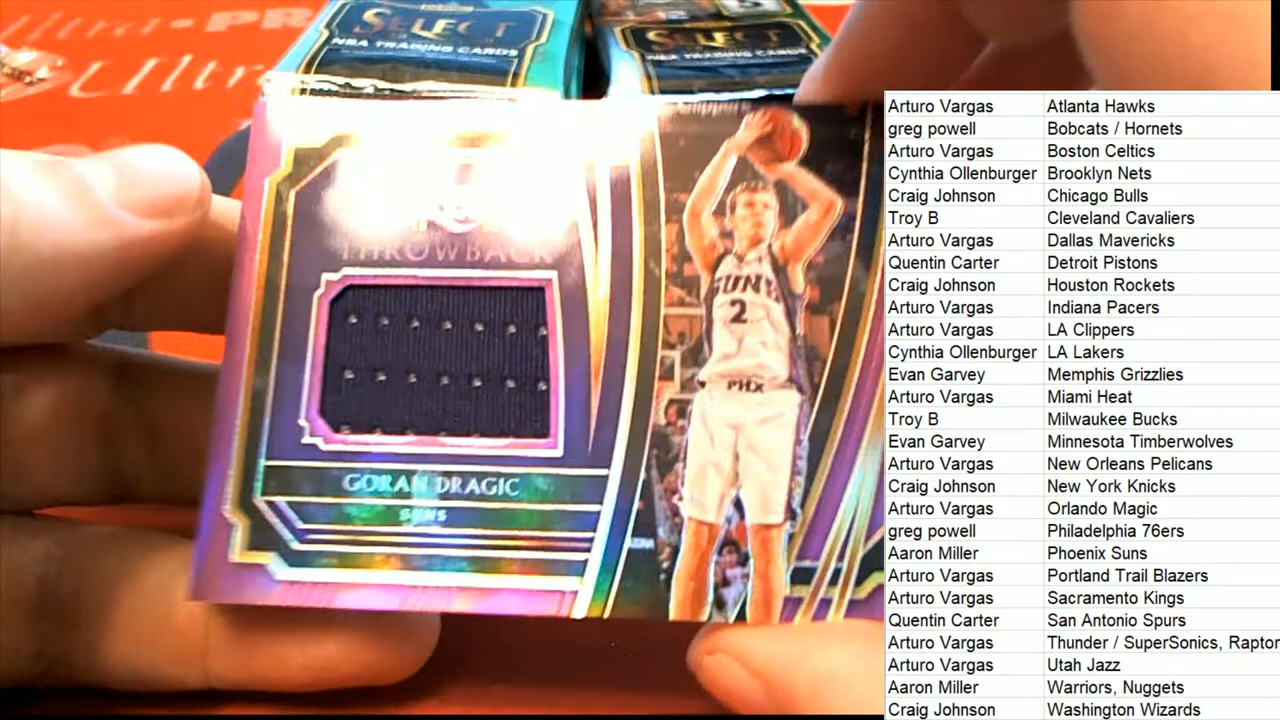 SELECT
NBA TRADING CARDS
SELECT
NBA TRADING CARDS
Clippers
THROWBACK
SUNS
2
PHX
GORAN DRAGIC
SUNS
Arturo Vargas Atlanta Hawks
greg powell Bobcats / Hornets
Arturo Vargas Boston Celtics
Cynthia Ollenburger Brooklyn Nets
Craig Johnson Chicago Bulls
Troy B Cleveland Cavaliers
Arturo Vargas Dallas Mavericks
Quentin Carter Detroit Pistons
Craig Johnson Houston Rockets
Arturo Vargas Indiana Pacers
Arturo Vargas LA Clippers
Cynthia Ollenburger LA Lakers
Evan Garvey Memphis Grizzlies
Arturo Vargas Miami Heat
Troy B Milwaukee Bucks
Evan Garvey Minnesota Timberwolves
Arturo Vargas New Orleans Pelicans
Craig Johnson New York Knicks
Arturo Vargas Orlando Magic
greg powell Philadelphia 76ers
Aaron Miller Phoenix Suns
Arturo Vargas Portland Trail Blazers
Arturo Vargas Sacramento Kings
Quentin Carter San Antonio Spurs
Arturo Vargas Thunder / SuperSonics, Raptor
Arturo Vargas Utah Jazz
Aaron Miller Warriors, Nuggets
Craig Johnson Washington Wizards